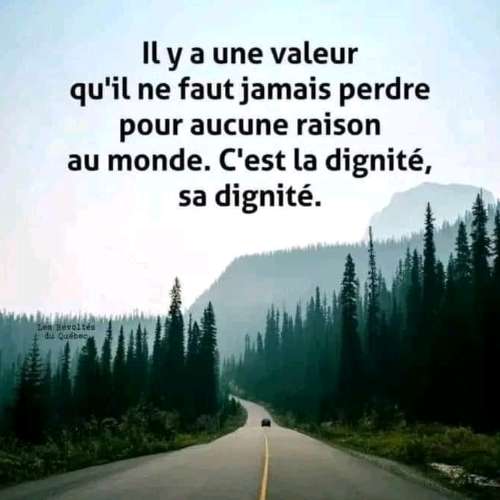 Il y a une valeur
qu'il ne faut jamais perdre
pour aucune raison
au monde. C'est la dignité,
sa dignité.
Les Révoltés
du Québec